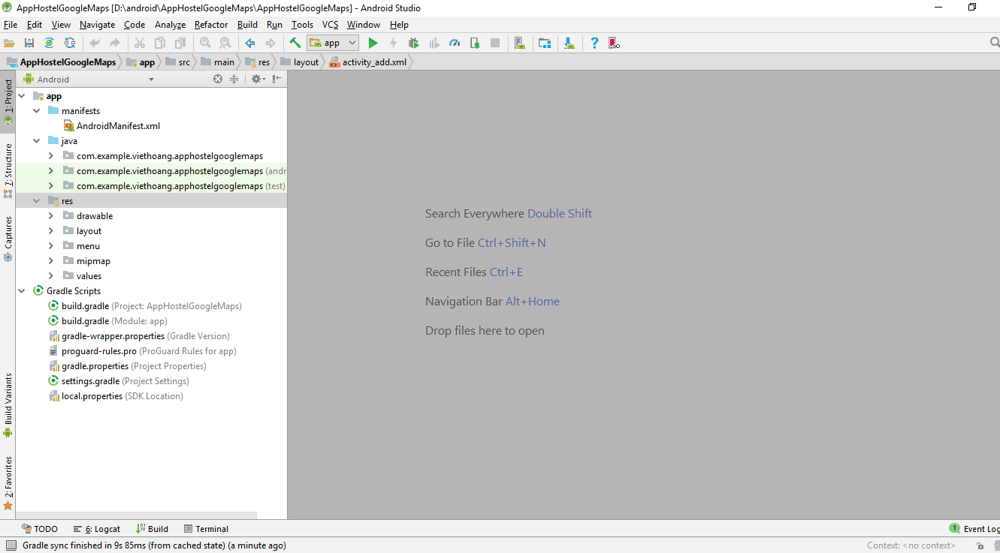 AppHostelGoogleMaps [D:\android\AppHostelGoogleMaps\AppHostelGoogleMaps] - Android Studio
File Edit View Navigate Code Analyze Refactor Build Run Tools VCS Window Help
app
AppHostelGoogleMaps app src main res layout activity_add.xml
Android
1: Project
7: Structure
Captures
Build Variants
2: Favorites
app
manifests
AndroidManifest.xml
java
com.example.viethoang.apphostelgooglemaps
com.example.viethoang.apphostelgooglemaps (andr
com.example.viethoang.apphostelgooglemaps (test)
res
drawable
layout
menu
mipmap
values
Gradle Scripts
build.gradle (Project: AppHostelGoogleMaps)
build.gradle (Module: app)
gradle-wrapper.properties (Gradle Version)
proguard-rules.pro (ProGuard Rules for app)
gradle.properties (Project Properties)
settings.gradle (Project Settings)
local.properties (SDK Location)
Search Everywhere Double Shift
Go to File Ctrl+Shift+N
Recent Files Ctrl+E
Navigation Bar Alt+Home
Drop files here to open
TODO 6: Logcat Build Terminal 1 Event Log
Gradle sync finished in 9s 85ms (from cached state) (a minute ago) Context: <no context>